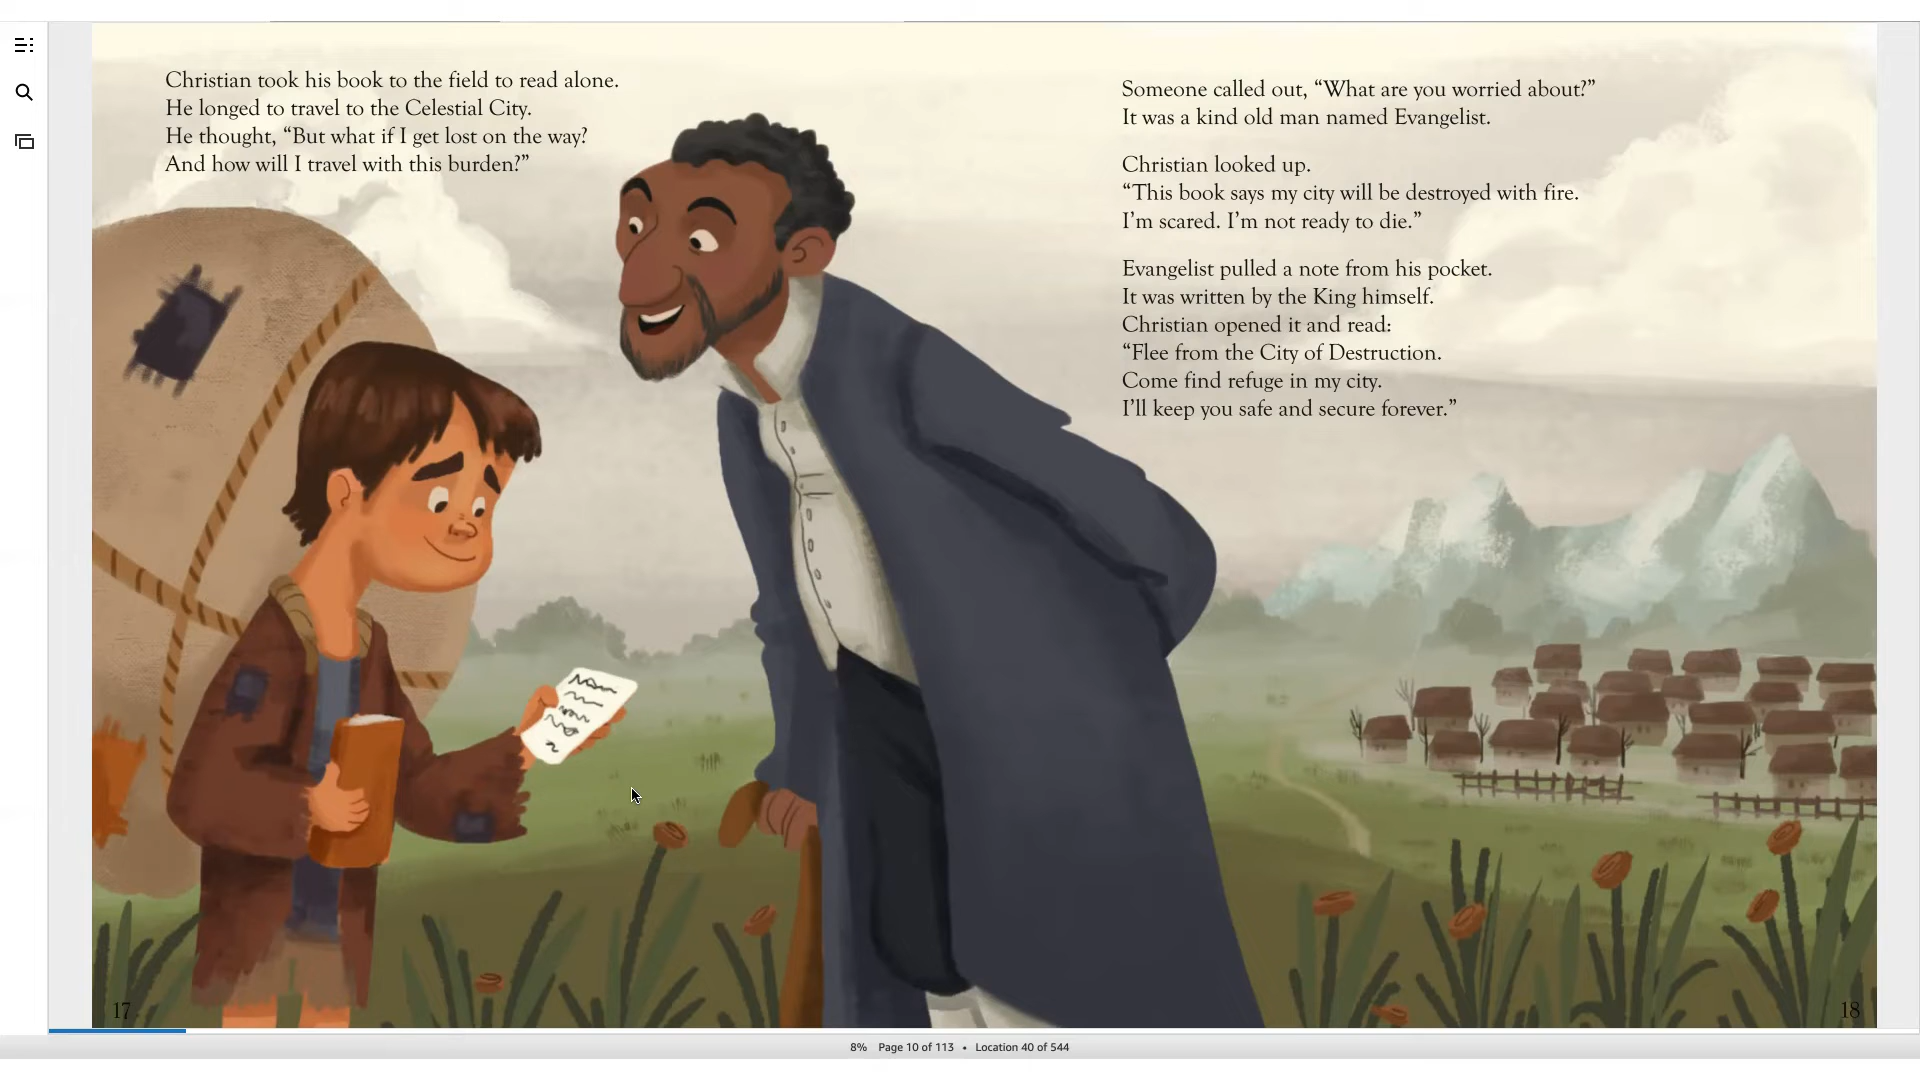 Christian took his book to the field to read alone.
He longed to travel to the Celestial City.
He thought, “But what if I get lost on the way?
And how will I travel with this burden?”
Someone called out, “What are you worried about?”
It was a kind old man named Evangelist.
Christian looked up.
“This book says my city will be destroyed with fire.
I’m scared. I’m not ready to die.”
Evangelist pulled a note from his pocket.
It was written by the King himself.
Christian opened it and read:
“Flee from the City of Destruction.
Come find refuge in my city.
I’ll keep you safe and secure forever.”
17
18
8% Page 10 of 113 • Location 40 of 544